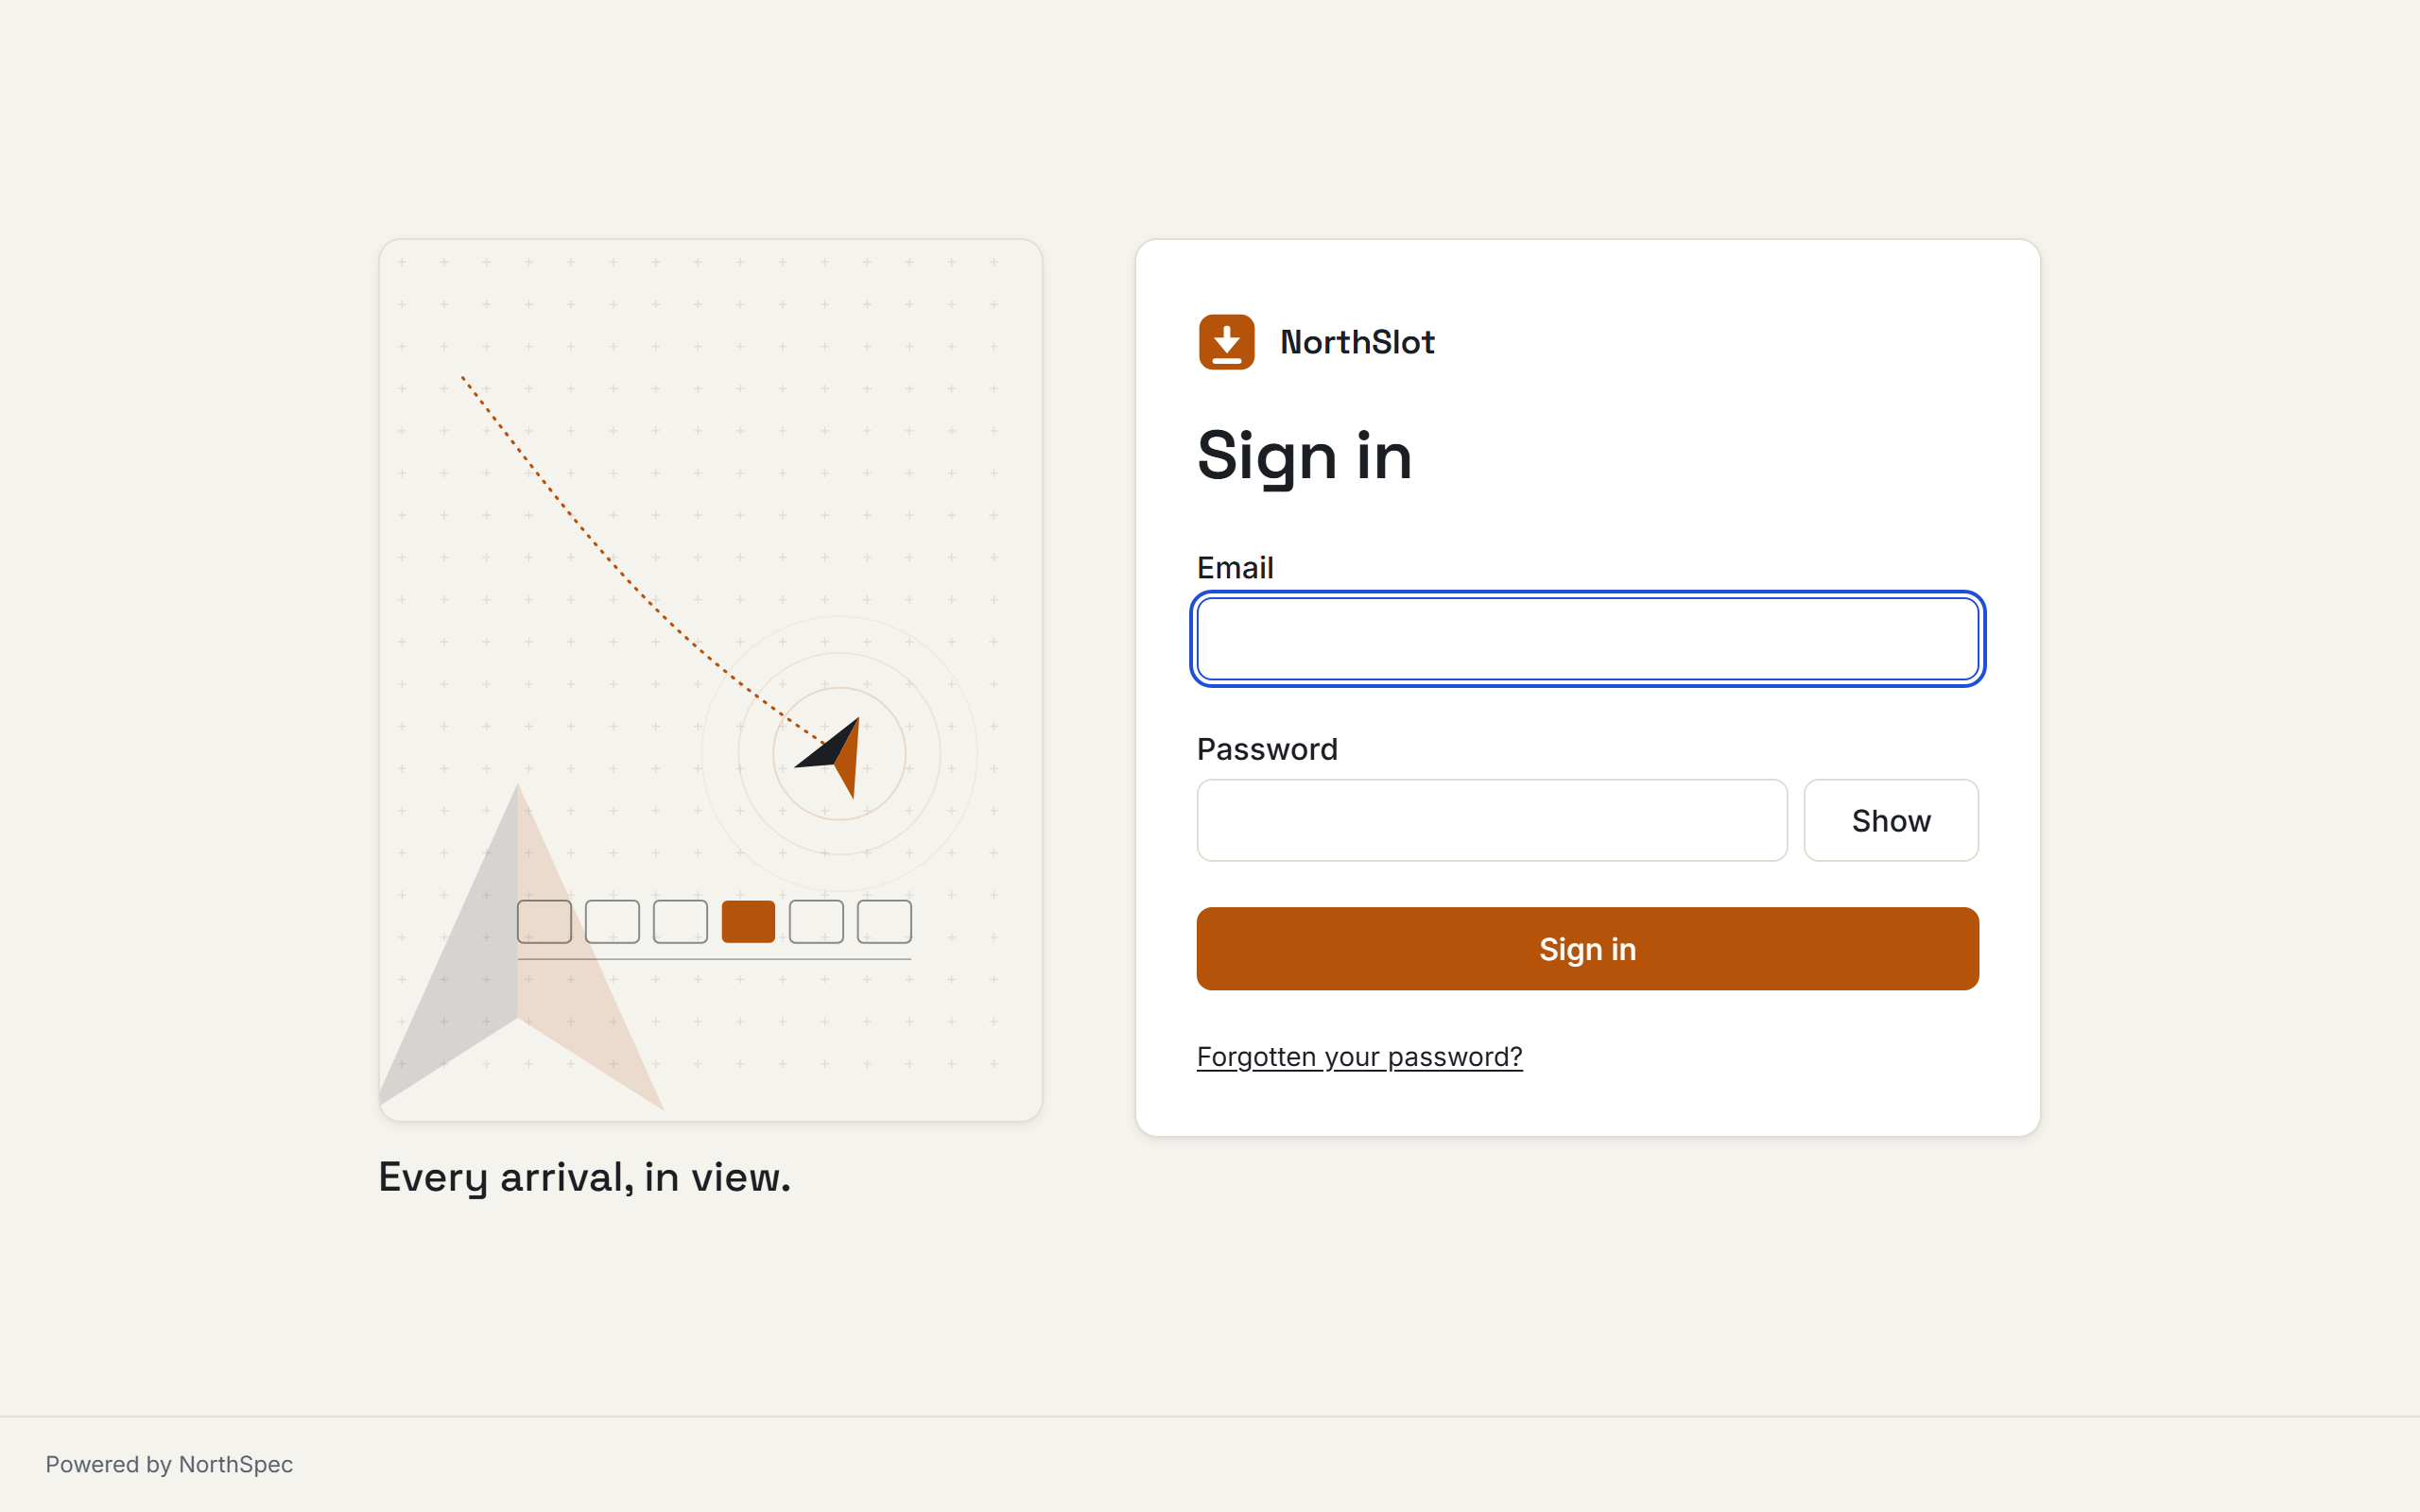 NorthSlot
Sign in
Email
Password
Show
Sign in
Forgotten your password?
Every arrival, in view.
Powered by NorthSpec